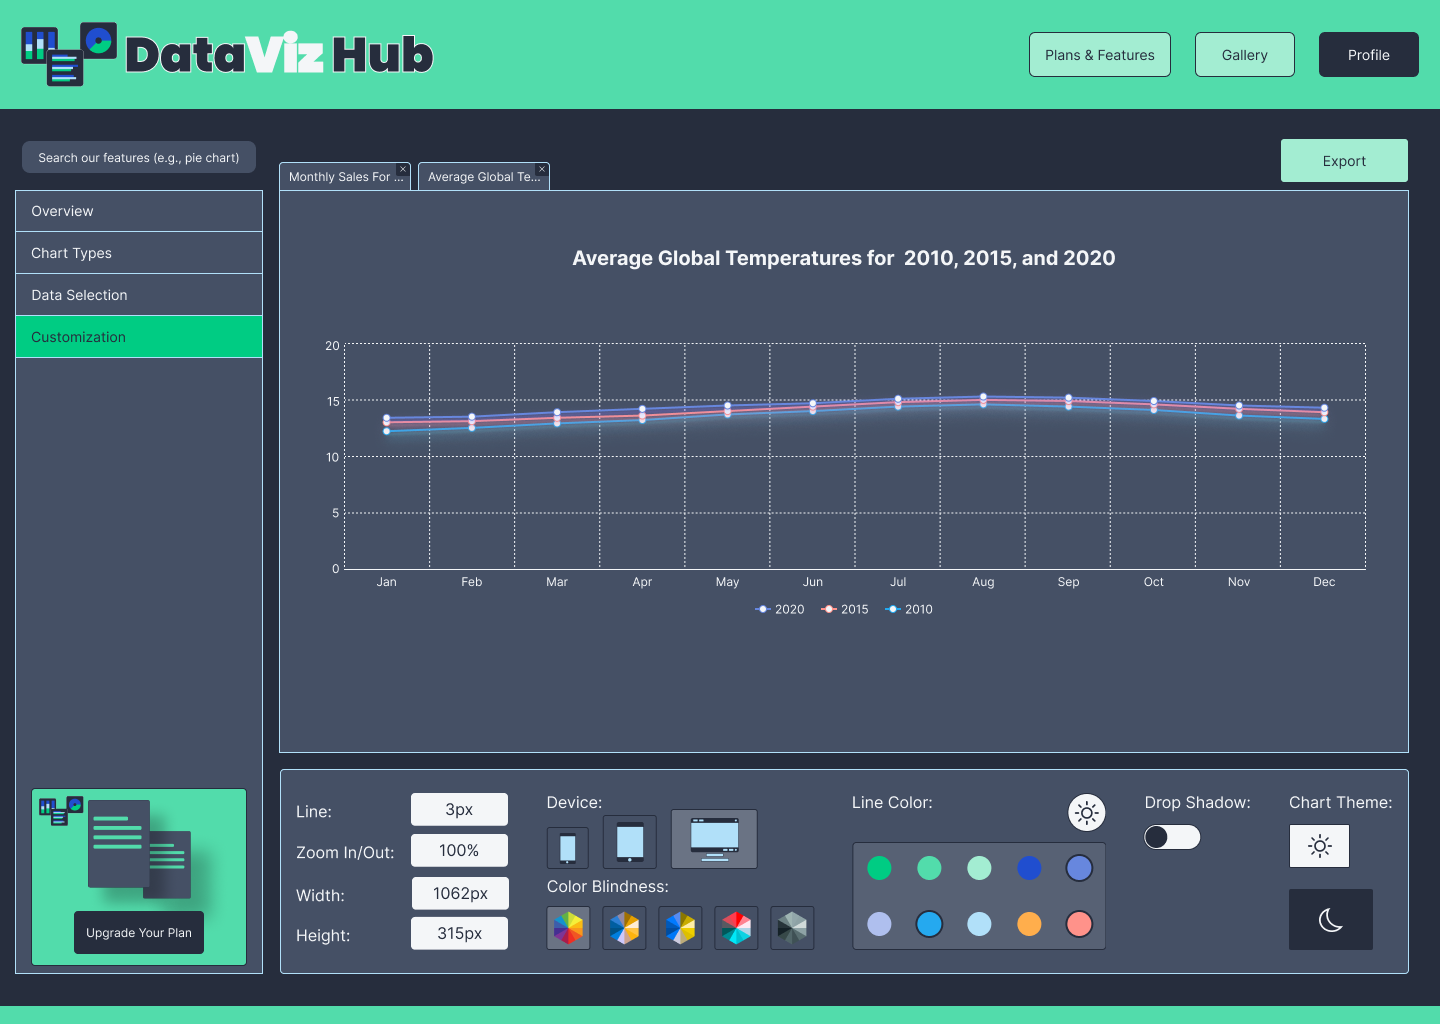 DataViz Hub
Plans & Features
Gallery
Profile
Search our features (e.g., pie chart)
Monthly Sales For ...
Average Global Te...
Export
Overview
Chart Types
Data Selection
Customization
Average Global Temperatures for 2010, 2015, and 2020
20
15
10
5
0
Jan Feb Mar Apr May Jun Jul Aug Sep Oct Nov Dec
2020 2015 2010
Upgrade Your Plan
Line: 3px
Zoom In/Out: 100%
Width: 1062px
Height: 315px
Device:
Color Blindness:
Line Color:
Drop Shadow:
Chart Theme: